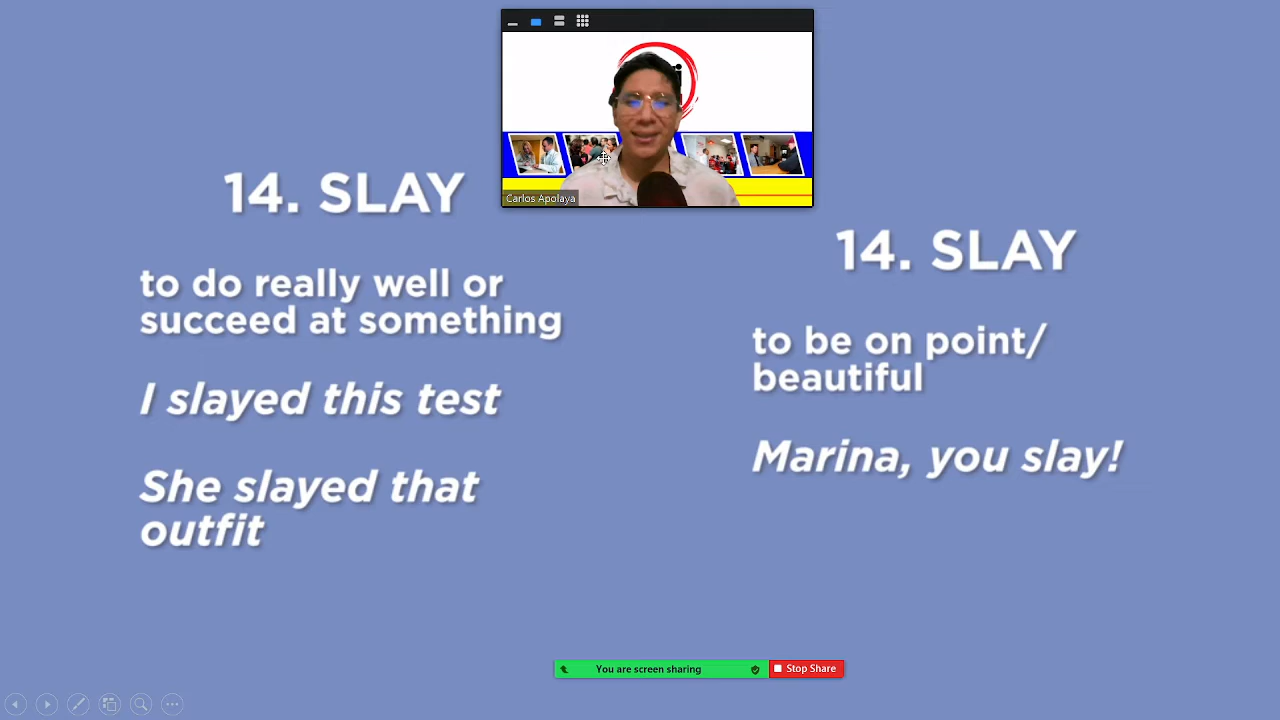 Carlos Apolaya
14. SLAY
to do really well or
succeed at something
I slayed this test
She slayed that
outfit
14. SLAY
to be on point/
beautiful
Marina, you slay!
You are screen sharing
Stop Share